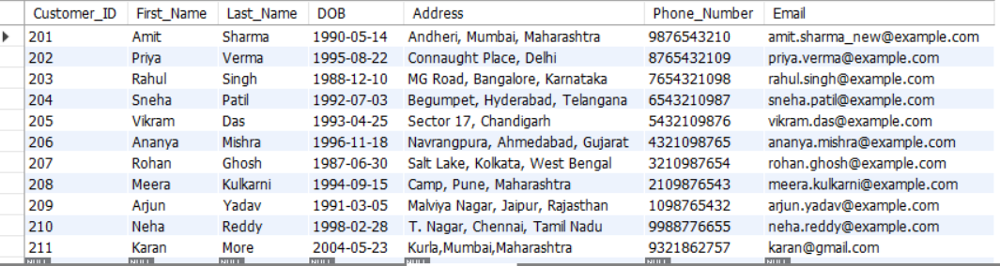 Customer_ID First_Name Last_Name DOB Address Phone_Number Email
201 Amit Sharma 1990-05-14 Andheri, Mumbai, Maharashtra 9876543210 amit.sharma_new@example.com
202 Priya Verma 1995-08-22 Connaught Place, Delhi 8765432109 priya.verma@example.com
203 Rahul Singh 1988-12-10 MG Road, Bangalore, Karnataka 7654321098 rahul.singh@example.com
204 Sneha Patil 1992-07-03 Begumpet, Hyderabad, Telangana 6543210987 sneha.patil@example.com
205 Vikram Das 1993-04-25 Sector 17, Chandigarh 5432109876 vikram.das@example.com
206 Ananya Mishra 1996-11-18 Navrangpura, Ahmedabad, Gujarat 4321098765 ananya.mishra@example.com
207 Rohan Ghosh 1987-06-30 Salt Lake, Kolkata, West Bengal 3210987654 rohan.ghosh@example.com
208 Meera Kulkarni 1994-09-15 Camp, Pune, Maharashtra 2109876543 meera.kulkarni@example.com
209 Arjun Yadav 1991-03-05 Malviya Nagar, Jaipur, Rajasthan 1098765432 arjun.yadav@example.com
210 Neha Reddy 1998-02-28 T. Nagar, Chennai, Tamil Nadu 9988776655 neha.reddy@example.com
211 Karan More 2004-05-23 Kurla,Mumbai,Maharashtra 9321862757 karan@gmail.com